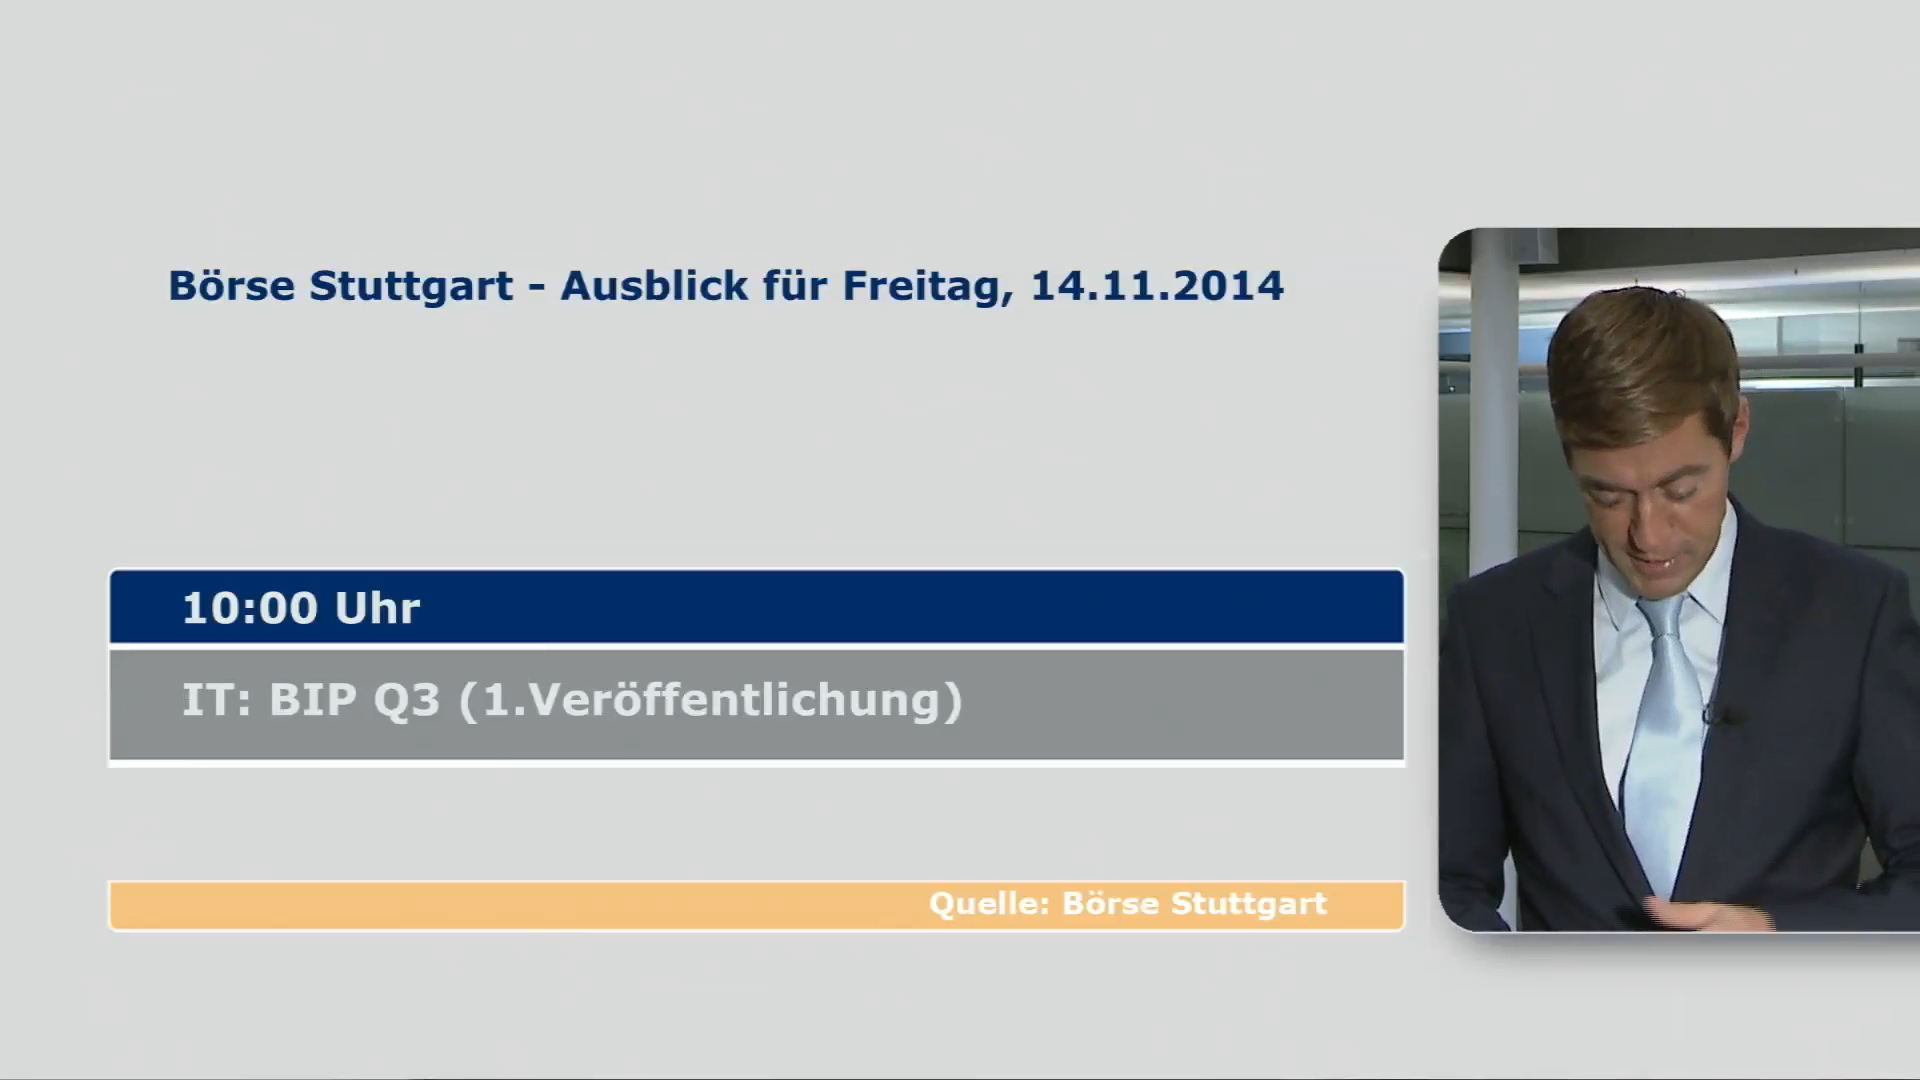 Börse Stuttgart - Ausblick für Freitag, 14.11.2014
10:00 Uhr
IT: BIP Q3 (1.Veröffentlichung)
Quelle: Börse Stuttgart